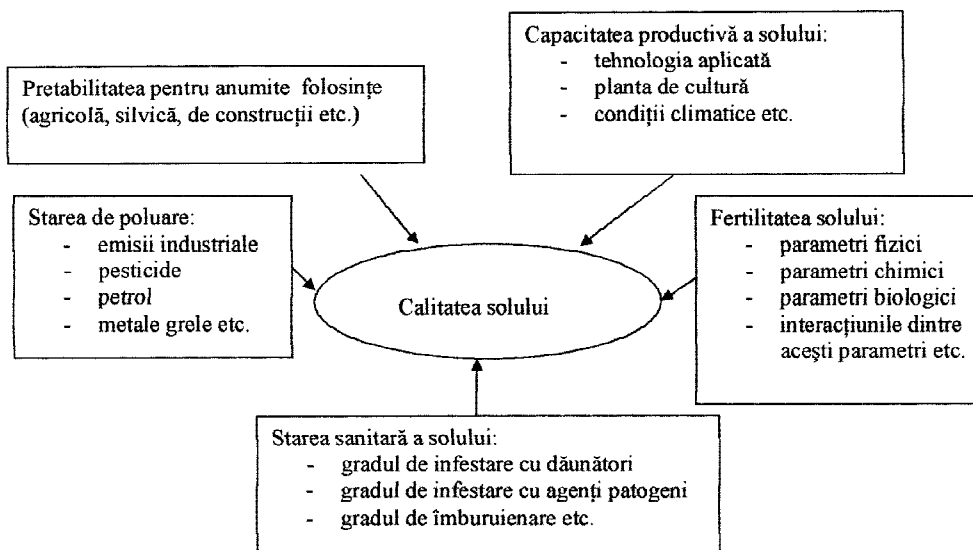 Capacitatea productivă a solului:
- tehnologia aplicată
- planta de cultură
- condiții climatice etc.
Pretabilitatea pentru anumite folosințe
(agricolă, silvică, de construcții etc.)
Starea de poluare:
- emisii industriale
- pesticide
- petrol
- metale grele etc.
Fertilitatea solului:
- parametri fizici
- parametri chimici
- parametri biologici
- interacțiunile dintre
acești parametri etc.
Calitatea solului
Starea sanitară a solului:
- gradul de infestare cu dăunători
- gradul de infestare cu agenți patogeni
- gradul de îmburuienare etc.